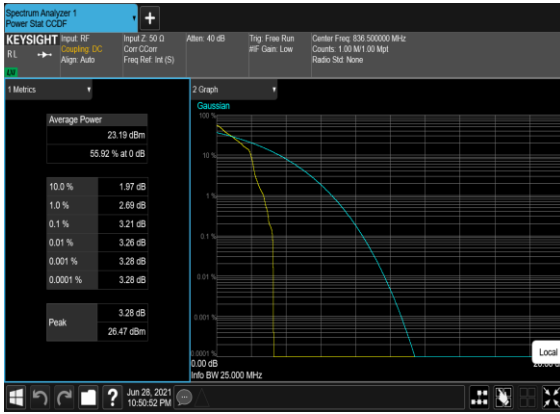 Spectrum Analyzer 1
Power Stat CCDF
KEYSIGHT
RL
LV
Input: RF
Coupling: DC
Align: Auto
Input Z: 50 Ω
Corr CCorr
Freq Ref: Int (S)
Atten: 40 dB
Trig: Free Run
#IF Gain: Low
Center Freq: 836.500000 MHz
Counts: 1.00 M/1.00 Mpt
Radio Std: None
1 Metrics
Average Power
23.19 dBm
55.92 % at 0 dB
10.0 % 1.97 dB
1.0 % 2.69 dB
0.1 % 3.21 dB
0.01 % 3.26 dB
0.001 % 3.28 dB
0.0001 % 3.28 dB
Peak
3.28 dB
26.47 dBm
2 Graph
Gaussian
100 %
10 %
1 %
0.1 %
0.01 %
0.001 %
0.0001 %
0.00 dB
Info BW 25.000 MHz
Local
?
Jun 28, 2021
10:50:52 PM